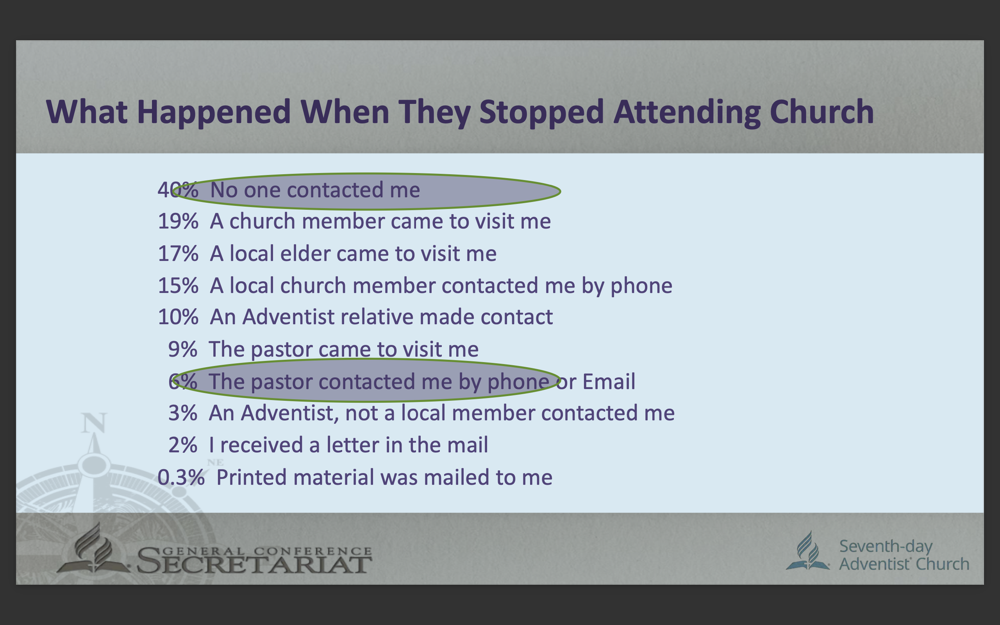 What Happened When They Stopped Attending Church
40% No one contacted me
19% A church member came to visit me
17% A local elder came to visit me
15% A local church member contacted me by phone
10% An Adventist relative made contact
9% The pastor came to visit me
6% The pastor contacted me by phone or Email
3% An Adventist, not a local member contacted me
2% I received a letter in the mail
0.3% Printed material was mailed to me
N
NE
GENERAL CONFERENCE
SECRETARIAT
Seventh-day
Adventist® Church